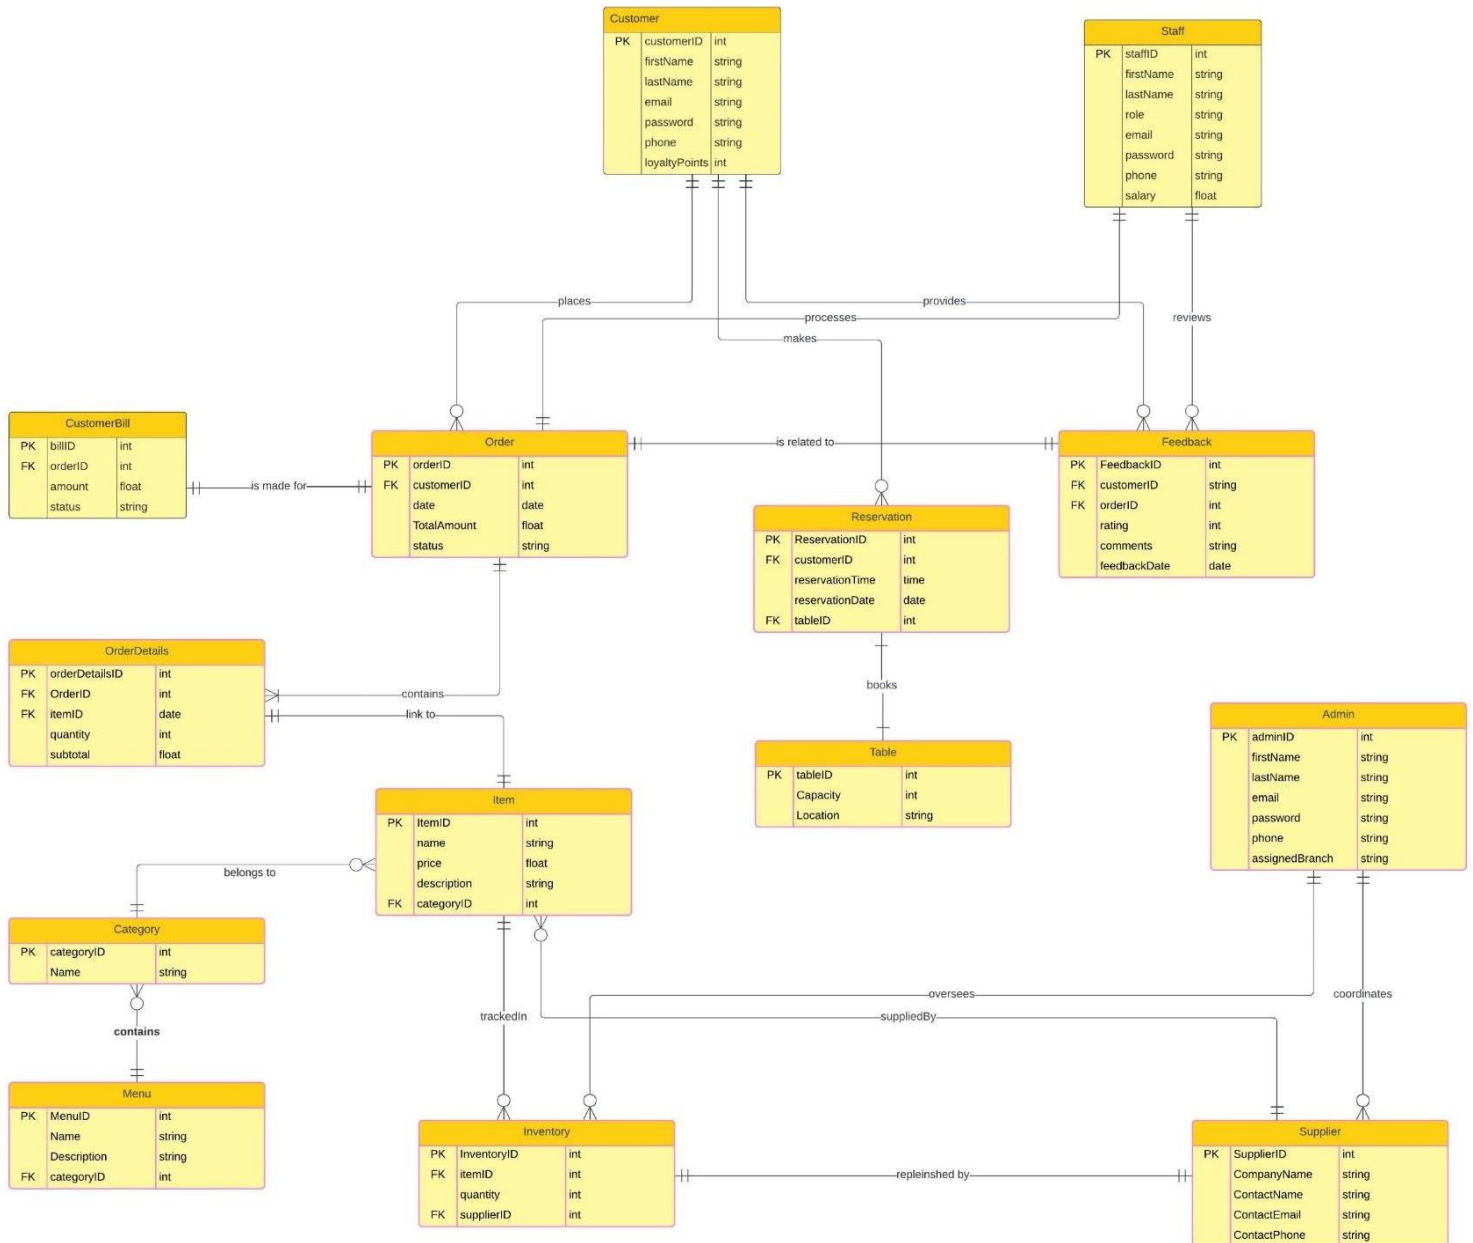 Customer
PK customerID int
firstName string
lastName string
email string
password string
phone string
loyaltyPoints int
Staff
PK staffID int
firstName string
lastName string
role string
email string
password string
phone string
salary float
places
provides
processes
reviews
makes
CustomerBill
PK billID int
FK orderID int
amount float
status string
is made for
Order
PK orderID int
FK customerID int
date date
TotalAmount float
status string
is related to
Feedback
PK FeedbackID int
FK customerID string
FK orderID int
rating int
comments string
feedbackDate date
Reservation
PK ReservationID int
FK customerID int
reservationTime time
reservationDate date
FK tableID int
books
OrderDetails
PK orderDetailsID int
FK OrderID int
FK itemID date
quantity int
subtotal float
contains
link to
Table
PK tableID int
Capacity int
Location string
Admin
PK adminID int
firstName string
lastName string
email string
password string
phone string
assignedBranch string
Item
PK ItemID int
name string
price float
description string
FK categoryID int
belongs to
Category
PK categoryID int
Name string
contains
oversees
coordinates
trackedIn
suppliedBy
Menu
PK MenuID int
Name string
Description string
FK categoryID int
Inventory
PK InventoryID int
FK itemID int
quantity int
FK supplierID int
repleinshed by
Supplier
PK SupplierID int
CompanyName string
ContactName string
ContactEmail string
ContactPhone string